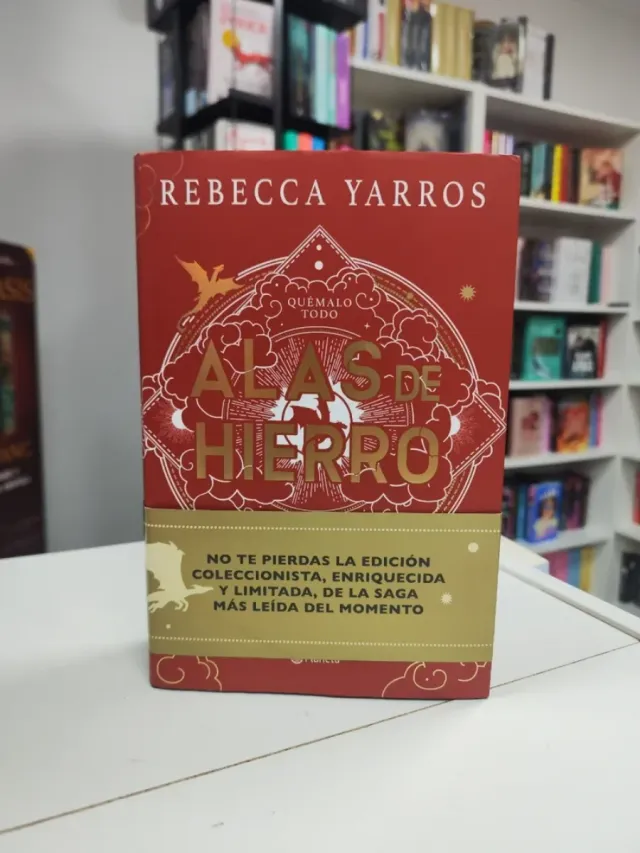 REBECCA YARROS
QUÉMALO
TODO
ALAS DE
HIERRO
NO TE PIERDAS LA EDICIÓN
COLECCIONISTA, ENRIQUECIDA
Y LIMITADA, DE LA SAGA
MÁS LEÍDA DEL MOMENTO
Planeta